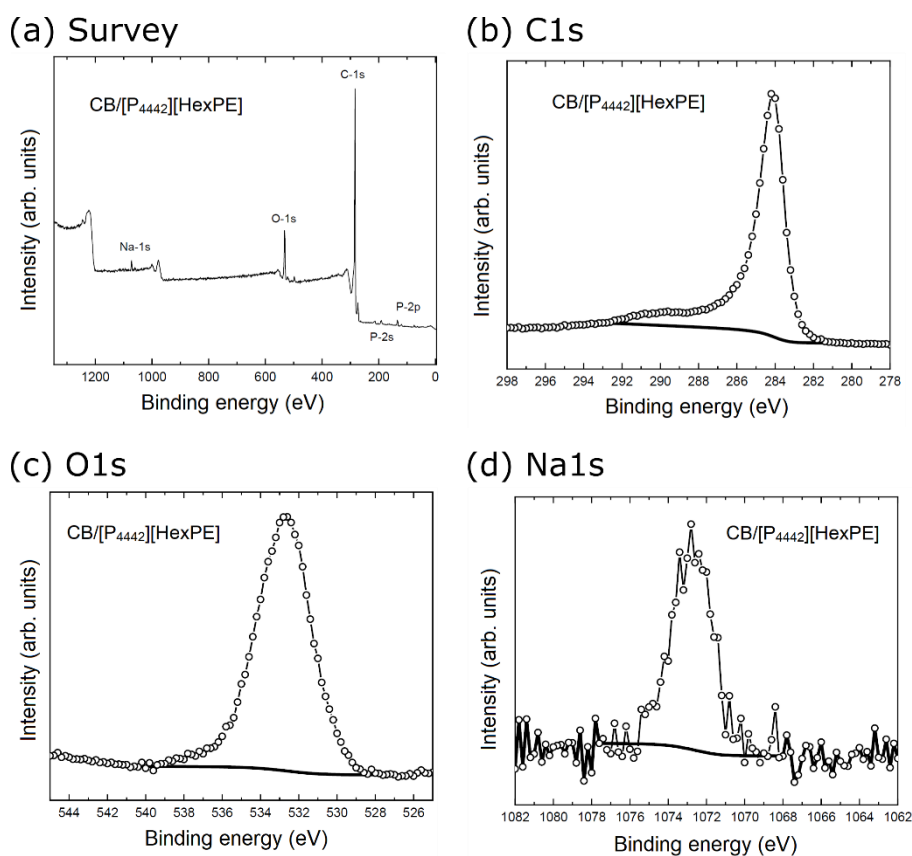 (a) Survey
CB/[P4442][HexPE]
C-1s
O-1s
Na-1s
P-2p
P-2s
Intensity (arb. units)
1200 1000 800 600 400 200 0
Binding energy (eV)
(b) C1s
CB/[P4442][HexPE]
Intensity (arb. units)
298 296 294 292 290 288 286 284 282 280 278
Binding energy (eV)
(c) O1s
CB/[P4442][HexPE]
Intensity (arb. units)
544 542 540 538 536 534 532 530 528 526
Binding energy (eV)
(d) Na1s
CB/[P4442][HexPE]
Intensity (arb. units)
1082 1080 1078 1076 1074 1072 1070 1068 1066 1064 1062
Binding energy (eV)